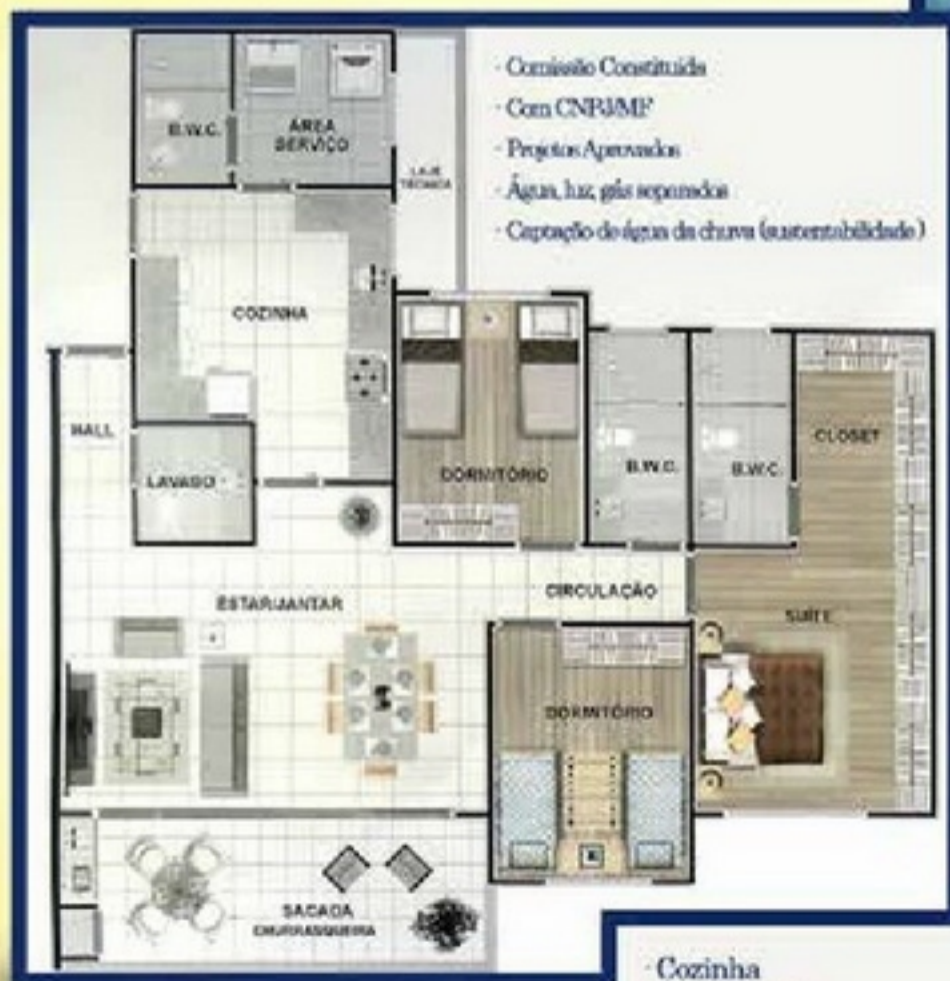 · Comissão Constituída
· Com CNPJ/MF
· Projetos Aprovados
· Água, luz, gás separados
· Captação de água da chuva (sustentabilidade)
B.W.C.
ÁREA
SERVIÇO
LAJE
TÉCNICA
COZINHA
HALL
LAVABO
DORMITÓRIO
B.W.C.
B.W.C.
CLOSET
ESTAR/JANTAR
CIRCULAÇÃO
SUÍTE
DORMITÓRIO
SACADA
CHURRASQUEIRA
· Cozinha